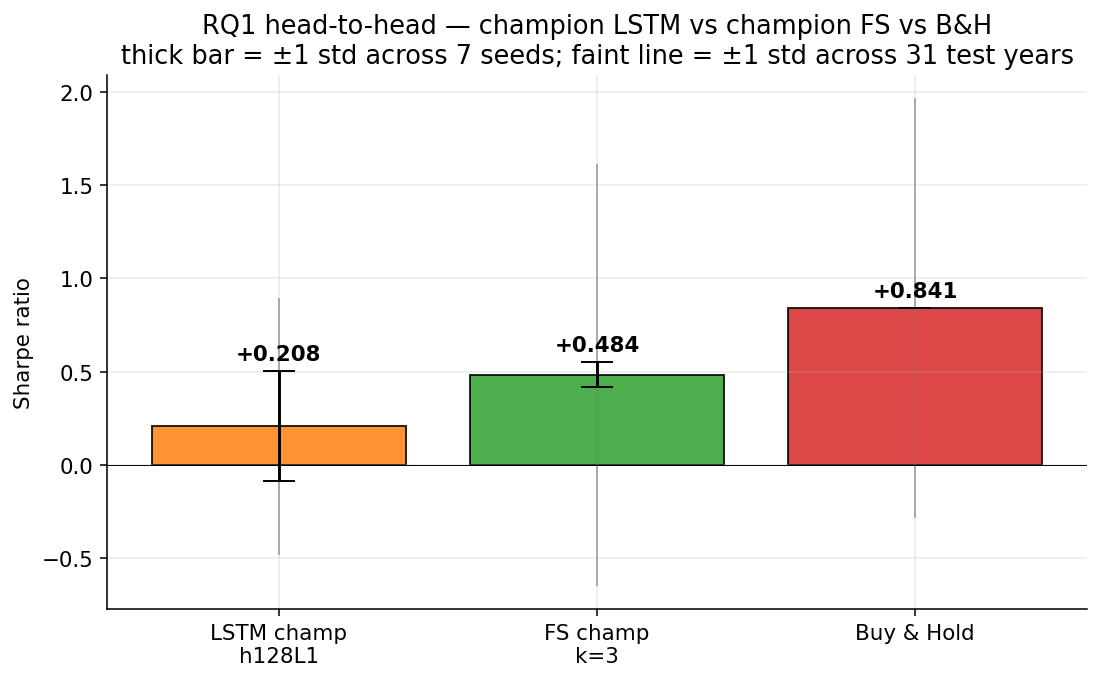 RQ1 head-to-head — champion LSTM vs champion FS vs B&H
thick bar = ±1 std across 7 seeds; faint line = ±1 std across 31 test years
Sharpe ratio
2.0
1.5
1.0
0.5
0.0
−0.5
+0.208
+0.484
+0.841
LSTM champ
h128L1
FS champ
k=3
Buy & Hold